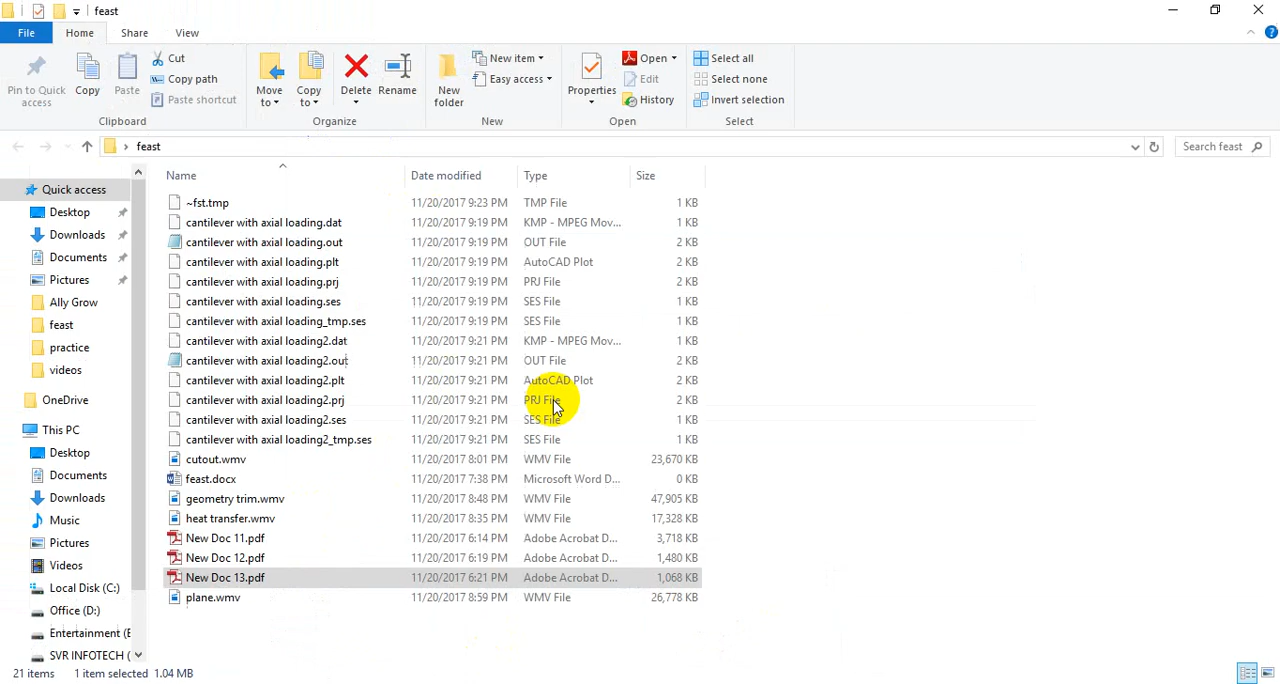 feast
File Home Share View
Pin to Quick access
Copy
Paste
Cut
Copy path
Paste shortcut
Clipboard
Move to
Copy to
Delete
Rename
Organize
New folder
New item
Easy access
New
Properties
Open
Edit
History
Open
Select all
Select none
Invert selection
Select
feast
Search feast
Quick access
Desktop
Downloads
Documents
Pictures
Ally Grow
feast
practice
videos
OneDrive
This PC
Desktop
Documents
Downloads
Music
Pictures
Videos
Local Disk (C:)
Office (D:)
Entertainment (E
SVR INFOTECH (
Name Date modified Type Size
~fst.tmp 11/20/2017 9:23 PM TMP File 1 KB
cantilever with axial loading.dat 11/20/2017 9:19 PM KMP - MPEG Mov... 1 KB
cantilever with axial loading.out 11/20/2017 9:19 PM OUT File 2 KB
cantilever with axial loading.plt 11/20/2017 9:19 PM AutoCAD Plot 2 KB
cantilever with axial loading.prj 11/20/2017 9:19 PM PRJ File 2 KB
cantilever with axial loading.ses 11/20/2017 9:19 PM SES File 1 KB
cantilever with axial loading_tmp.ses 11/20/2017 9:19 PM SES File 1 KB
cantilever with axial loading2.dat 11/20/2017 9:21 PM KMP - MPEG Mov... 1 KB
cantilever with axial loading2.out 11/20/2017 9:21 PM OUT File 2 KB
cantilever with axial loading2.plt 11/20/2017 9:21 PM AutoCAD Plot 2 KB
cantilever with axial loading2.prj 11/20/2017 9:21 PM PRJ File 2 KB
cantilever with axial loading2.ses 11/20/2017 9:21 PM SES File 1 KB
cantilever with axial loading2_tmp.ses 11/20/2017 9:21 PM SES File 1 KB
cutout.wmv 11/20/2017 8:01 PM WMV File 23,670 KB
feast.docx 11/20/2017 7:38 PM Microsoft Word D... 0 KB
geometry trim.wmv 11/20/2017 8:48 PM WMV File 47,905 KB
heat transfer.wmv 11/20/2017 8:35 PM WMV File 17,328 KB
New Doc 11.pdf 11/20/2017 6:14 PM Adobe Acrobat D... 3,718 KB
New Doc 12.pdf 11/20/2017 6:19 PM Adobe Acrobat D... 1,480 KB
New Doc 13.pdf 11/20/2017 6:21 PM Adobe Acrobat D... 1,068 KB
plane.wmv 11/20/2017 8:59 PM WMV File 26,778 KB
21 items 1 item selected 1.04 MB